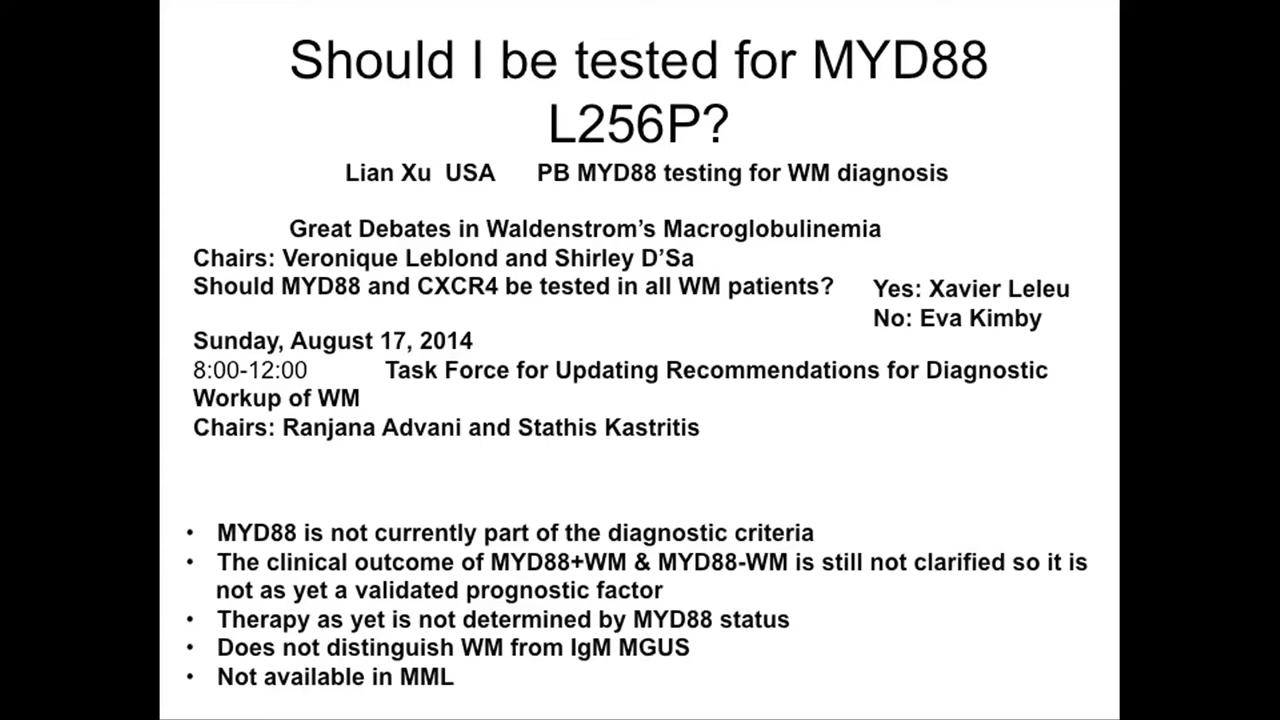 Should I be tested for MYD88
L256P?
Lian Xu USA PB MYD88 testing for WM diagnosis
Great Debates in Waldenstrom's Macroglobulinemia
Chairs: Veronique Leblond and Shirley D'Sa
Should MYD88 and CXCR4 be tested in all WM patients?
Yes: Xavier Leleu
No: Eva Kimby
Sunday, August 17, 2014
8:00-12:00 Task Force for Updating Recommendations for Diagnostic
Workup of WM
Chairs: Ranjana Advani and Stathis Kastritis
• MYD88 is not currently part of the diagnostic criteria
• The clinical outcome of MYD88+WM & MYD88-WM is still not clarified so it is
not as yet a validated prognostic factor
• Therapy as yet is not determined by MYD88 status
• Does not distinguish WM from IgM MGUS
• Not available in MML